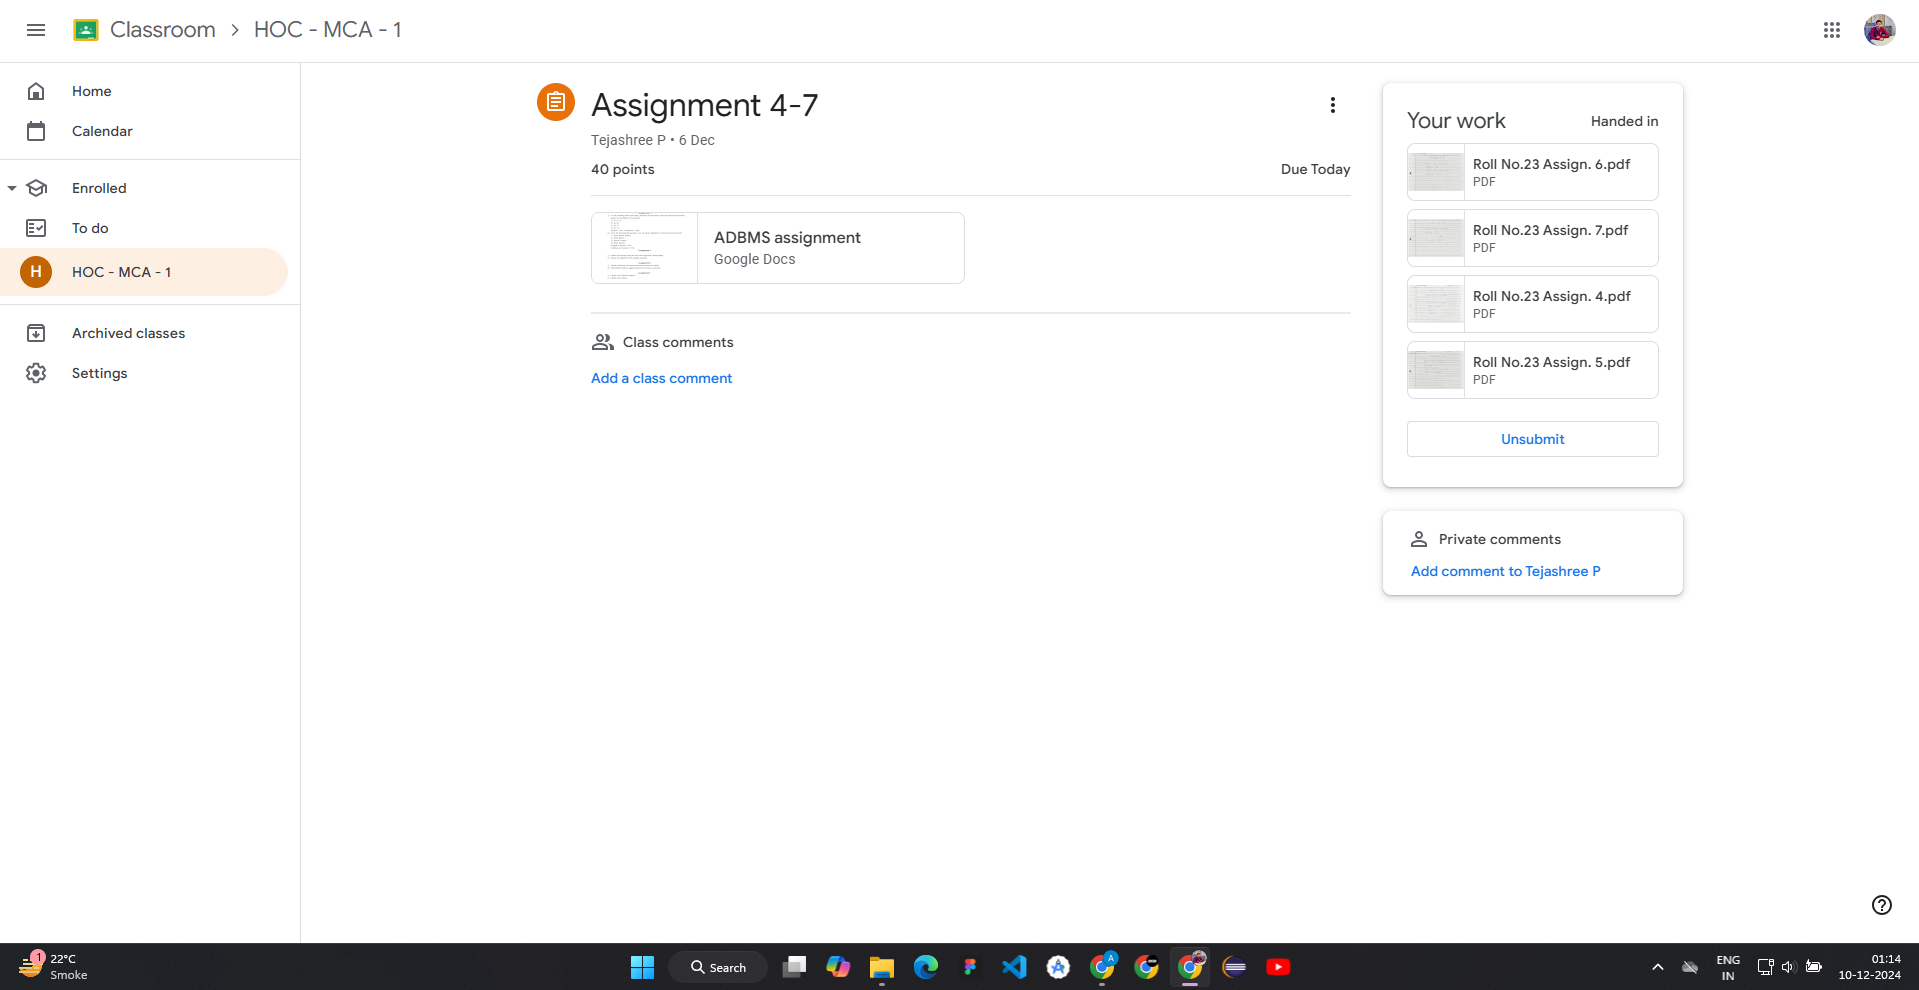 Classroom > HOC - MCA - 1
Home
Calendar
Enrolled
To do
H HOC - MCA - 1
Archived classes
Settings
Assignment 4-7
Tejashree P • 6 Dec
40 points
Due Today
ADBMS assignment
Google Docs
Class comments
Add a class comment
Your work
Handed in
Roll No.23 Assign. 6.pdf
PDF
Roll No.23 Assign. 7.pdf
PDF
Roll No.23 Assign. 4.pdf
PDF
Roll No.23 Assign. 5.pdf
PDF
Unsubmit
Private comments
Add comment to Tejashree P
1
22°C
Smoke
Search
A
ENG
IN
01:14
10-12-2024